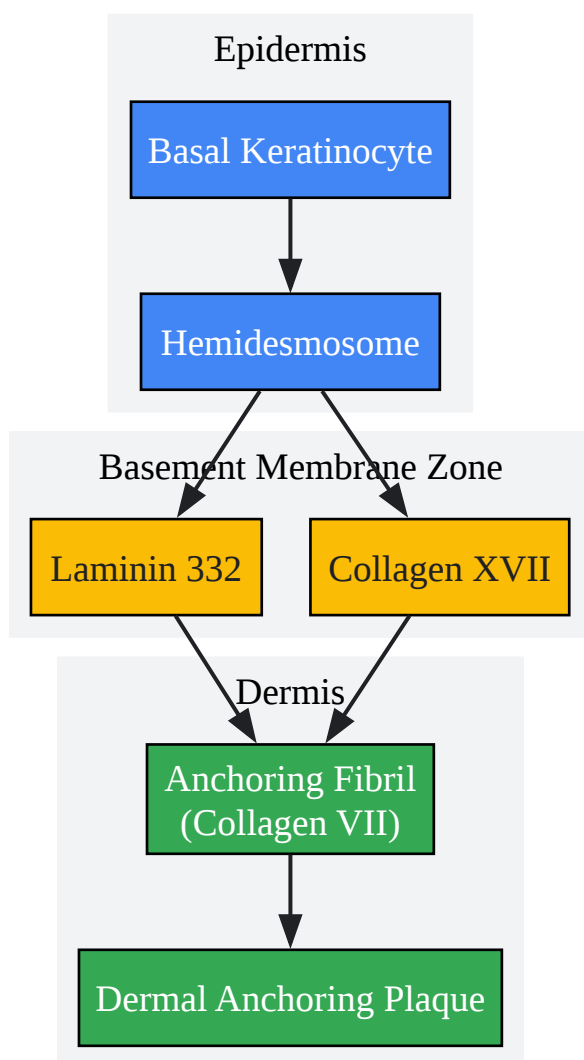 Epidermis
Basal Keratinocyte
Hemidesmosome
Basement Membrane Zone
Laminin 332
Collagen XVII
Dermis
Anchoring Fibril
(Collagen VII)
Dermal Anchoring Plaque